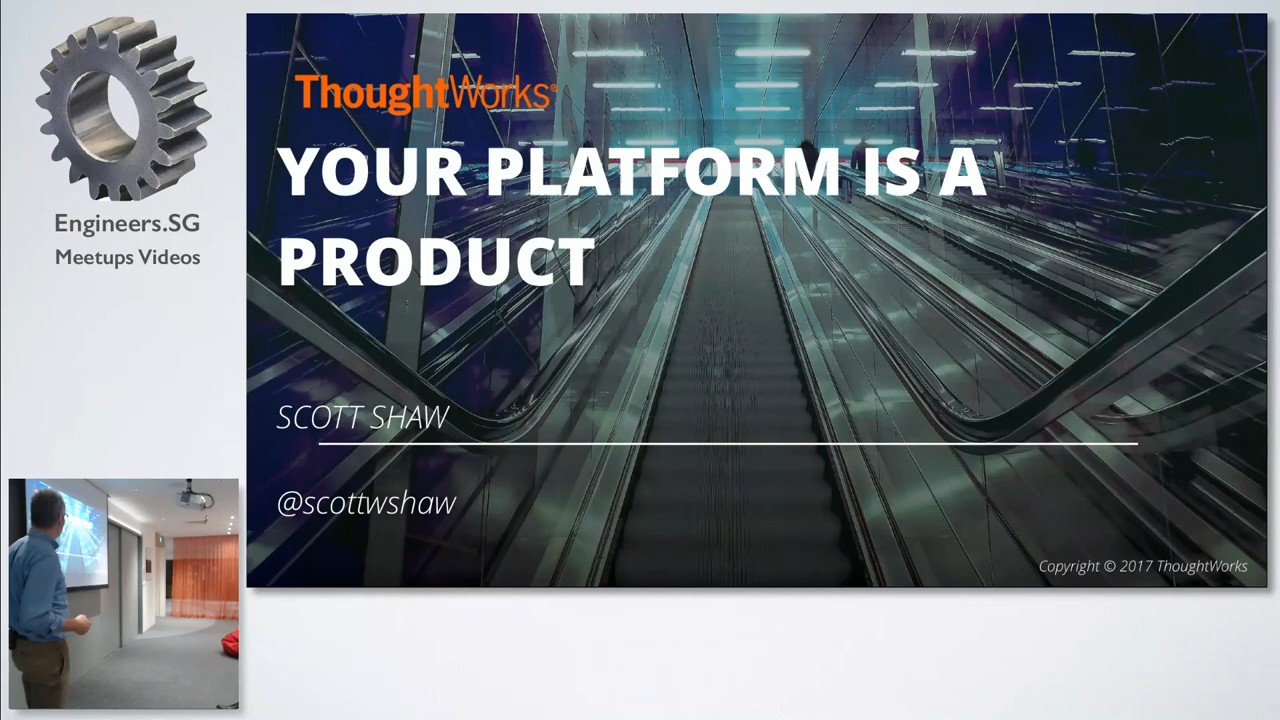 Engineers.SG
Meetups Videos
ThoughtWorks®
YOUR PLATFORM IS A
PRODUCT
SCOTT SHAW
@scottwshaw
Copyright © 2017 ThoughtWorks